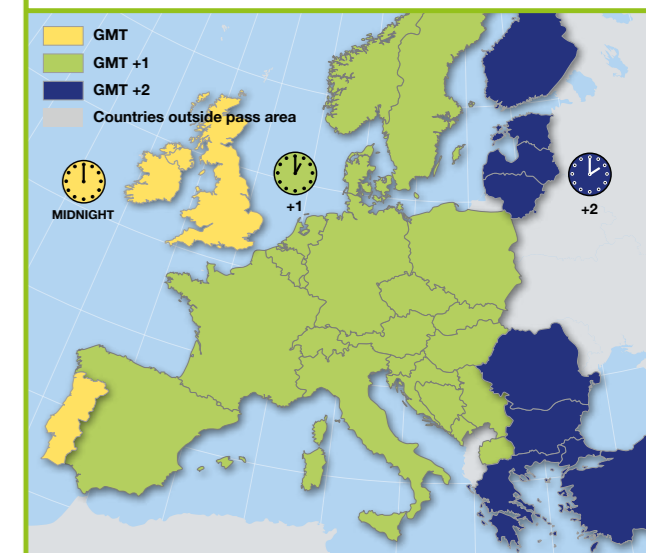 GMT
GMT +1
GMT +2
Countries outside pass area
MIDNIGHT
+1
+2